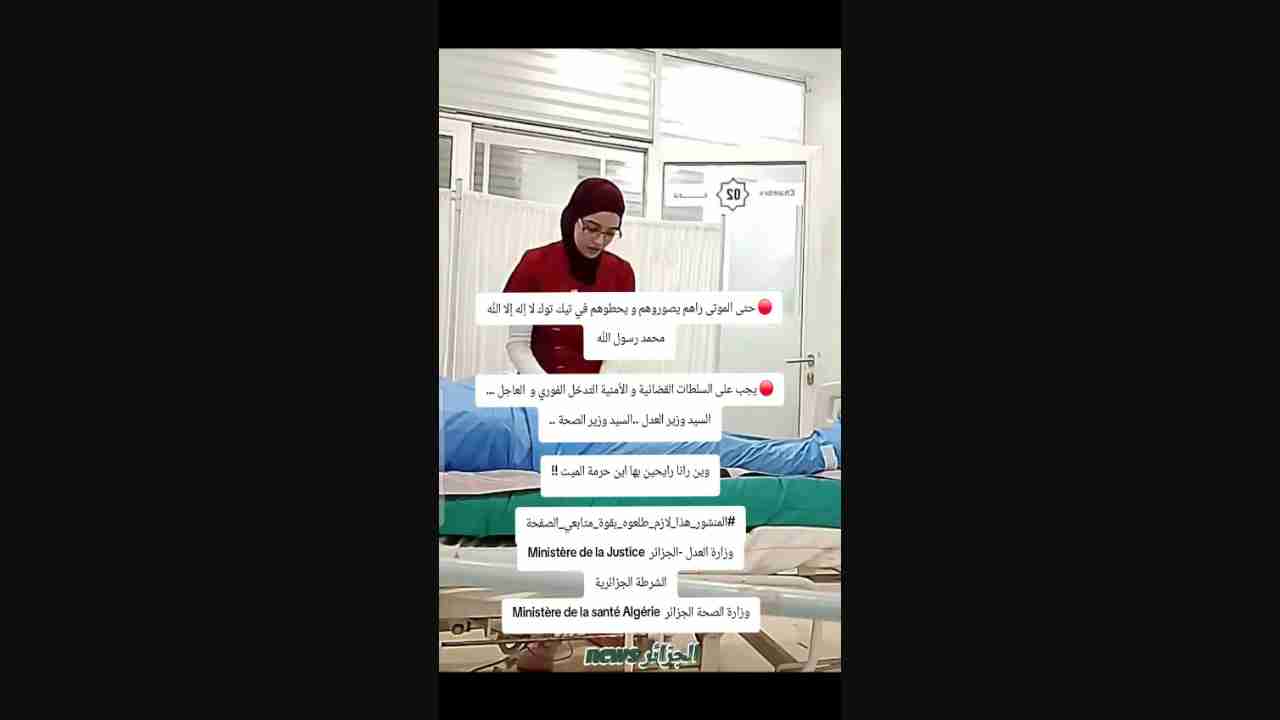 Chambre 02
🔴 حتى الموتى راهم يصوروهم و يحطوهم في تيك توك لا إله إلا الله
محمد رسول الله
🔴 يجب على السلطات القضائية و الأمنية التدخل الفوري و العاجل ...
السيد وزير العدل ..السيد وزير الصحة ..
وين رانا رايحين بها اين حرمة الميت !!
#المنشور_هذا_لازم_طلعوه_بقوة_متابعي_الصفحة
وزارة العدل -الجزائر Ministère de la Justice
الشرطة الجزائرية
وزارة الصحة الجزائر Ministère de la santé Algérie
الجزائر news